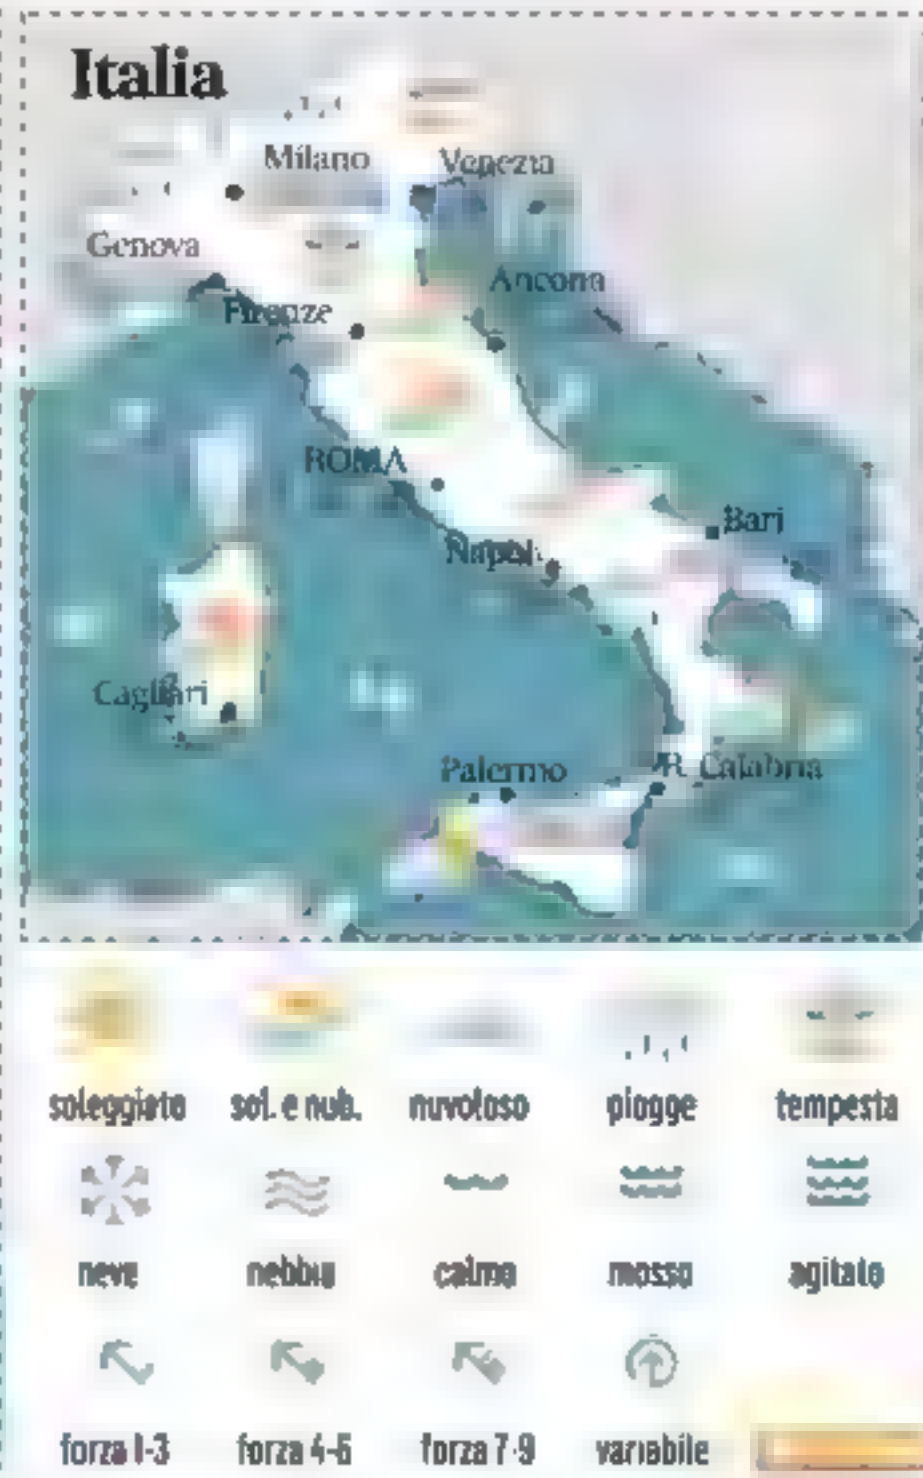 Italia
Milano
Venezia
Genova
Ancona
Firenze
ROMA
Bari
Napoli
Cagliari
Palermo
R. Calabria
soleggiato sol. e nub. nuvoloso piogge tempesta
neve nebbia calmo mosso agitato
forza 1-3 forza 4-6 forza 7-9 variabile